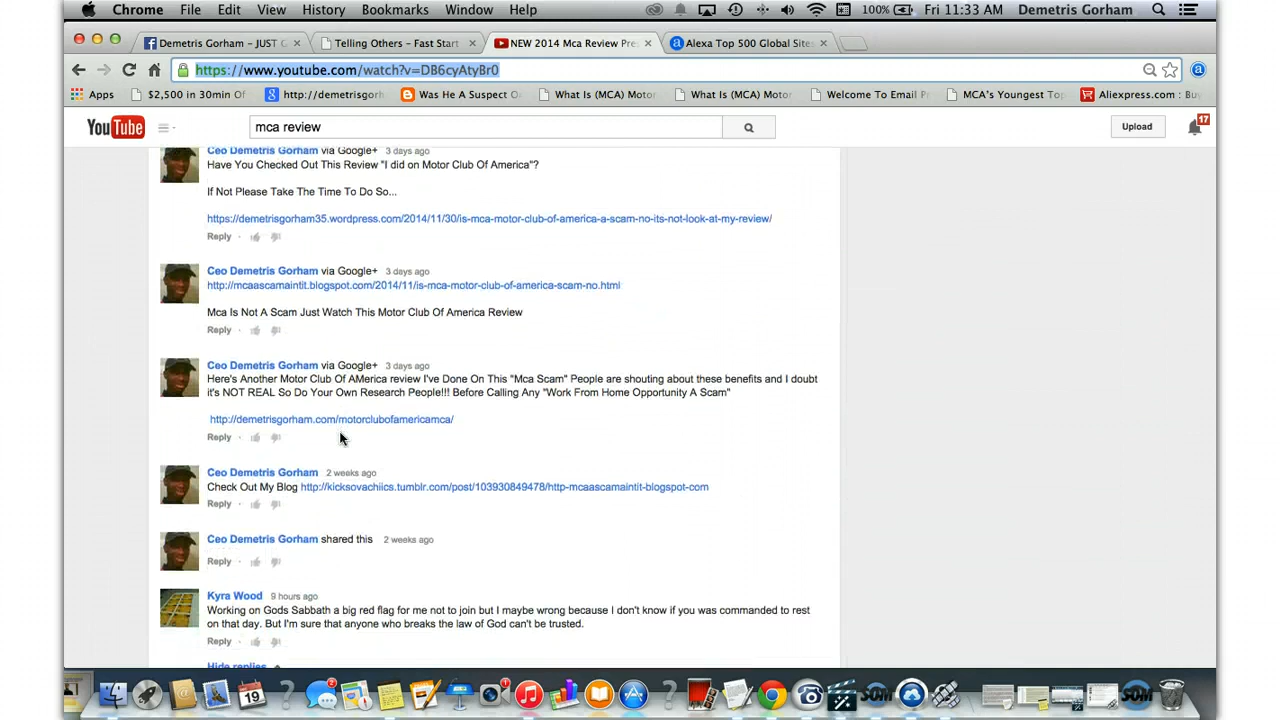 Chrome File Edit View History Bookmarks Window Help 100% Fri 11:33 AM Demetris Gorham
Demetris Gorham – JUST Telling Others – Fast Start NEW 2014 Mca Review Pre Alexa Top 500 Global Site
https://www.youtube.com/watch?v=DB6cyAtyBr0
Apps $2,500 in 30min Of http://demetrisgorh Was He A Suspect What Is (MCA) Motor What Is (MCA) Motor Welcome To Email MCA's Youngest Top Aliexpress.com : Bu
YouTube mca review Upload 17
Ceo Demetris Gorham via Google+ 3 days ago
Have You Checked Out This Review "I did on Motor Club Of America"?
If Not Please Take The Time To Do So...
https://demetrisgorham35.wordpress.com/2014/11/30/is-mca-motor-club-of-america-a-scam-no-its-not-look-at-my-review/
Reply
Ceo Demetris Gorham via Google+ 3 days ago
http://mcaascamaintit.blogspot.com/2014/11/is-mca-motor-club-of-america-scam-no.html
Mca Is Not A Scam Just Watch This Motor Club Of America Review
Reply
Ceo Demetris Gorham via Google+ 3 days ago
Here's Another Motor Club Of AMerica review I've Done On This "Mca Scam" People are shouting about these benefits and I doubt
it's NOT REAL So Do Your Own Research People!!! Before Calling Any "Work From Home Opportunity A Scam"
http://demetrisgorham.com/motorclubofamericamca/
Reply
Ceo Demetris Gorham 2 weeks ago
Check Out My Blog http://kicksovachiics.tumblr.com/post/103930849478/http-mcaascamaintit-blogspot-com
Reply
Ceo Demetris Gorham shared this 2 weeks ago
Reply
Kyra Wood 9 hours ago
Working on Gods Sabbath a big red flag for me not to join but I maybe wrong because I don't know if you was commanded to rest
on that day. But I'm sure that anyone who breaks the law of God can't be trusted.
Reply
Hide replies
19 2 1 SOM SOM